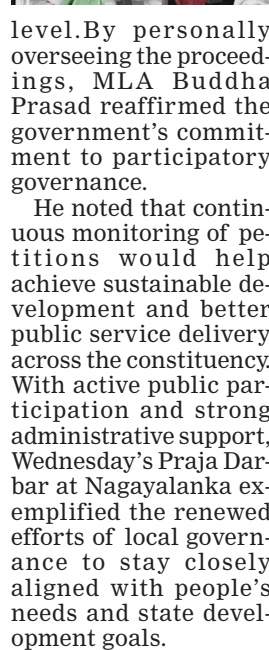 level.By personally
overseeing the proceed-
ings, MLA Buddha
Prasad reaffirmed the
government's commit-
ment to participatory
governance.
He noted that contin-
uous monitoring of pe-
titions would help
achieve sustainable de-
velopment and better
public service delivery
across the constituency.
With active public par-
ticipation and strong
administrative support,
Wednesday's Praja Dar-
bar at Nagayalanka ex-
emplified the renewed
efforts of local govern-
ance to stay closely
aligned with people's
needs and state devel-
opment goals.